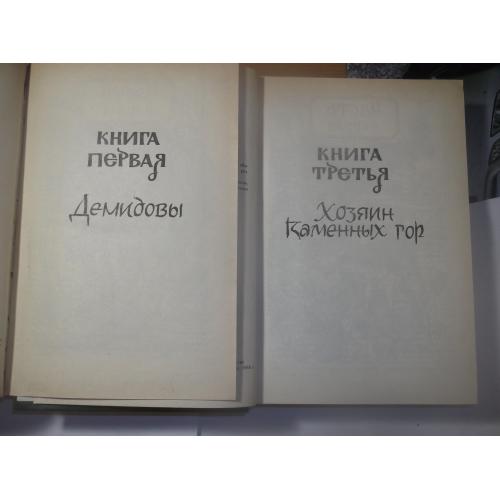 КНИГА
ПЕРВАЯ
Демидовы
КНИГА
ТРЕТЬЯ
Хозяин
Каменных гор